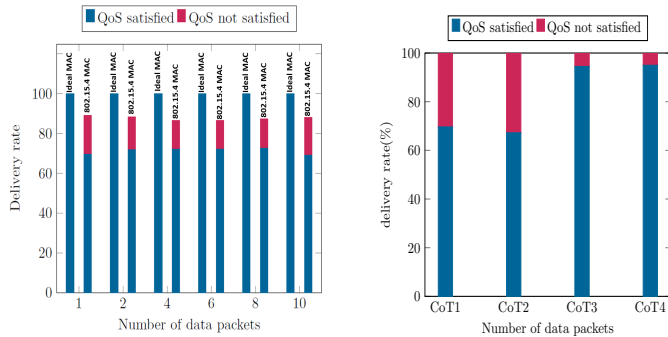 QoS satisfied QoS not satisfied
Ideal MAC
802.15.4 MAC
Ideal MAC
802.15.4 MAC
Ideal MAC
802.15.4 MAC
Ideal MAC
802.15.4 MAC
Ideal MAC
802.15.4 MAC
Ideal MAC
802.15.4 MAC
100
80
60
40
20
0
Delivery rate
1 2 4 6 8 10
Number of data packets
QoS satisfied QoS not satisfied
100
80
60
40
20
0
delivery rate(%)
CoT1 CoT2 CoT3 CoT4
Number of data packets